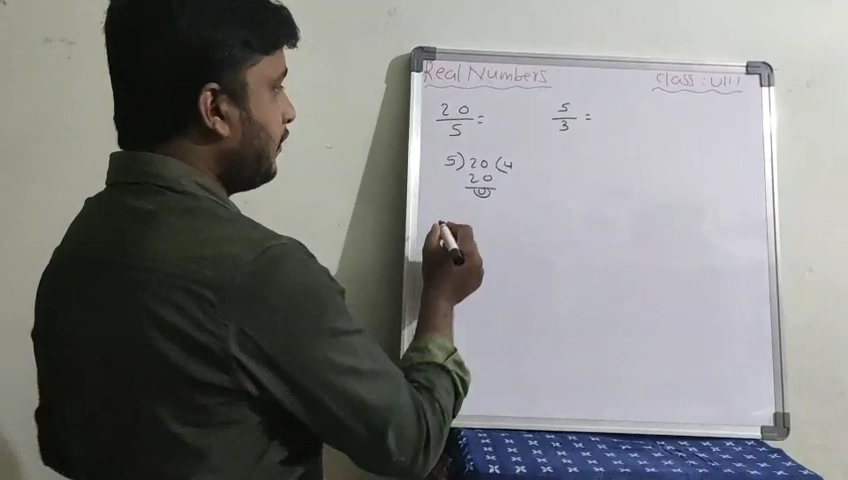 Real Numbers
Class: VIII
20/5 =
5/3 =
5) 20 (4
20
0